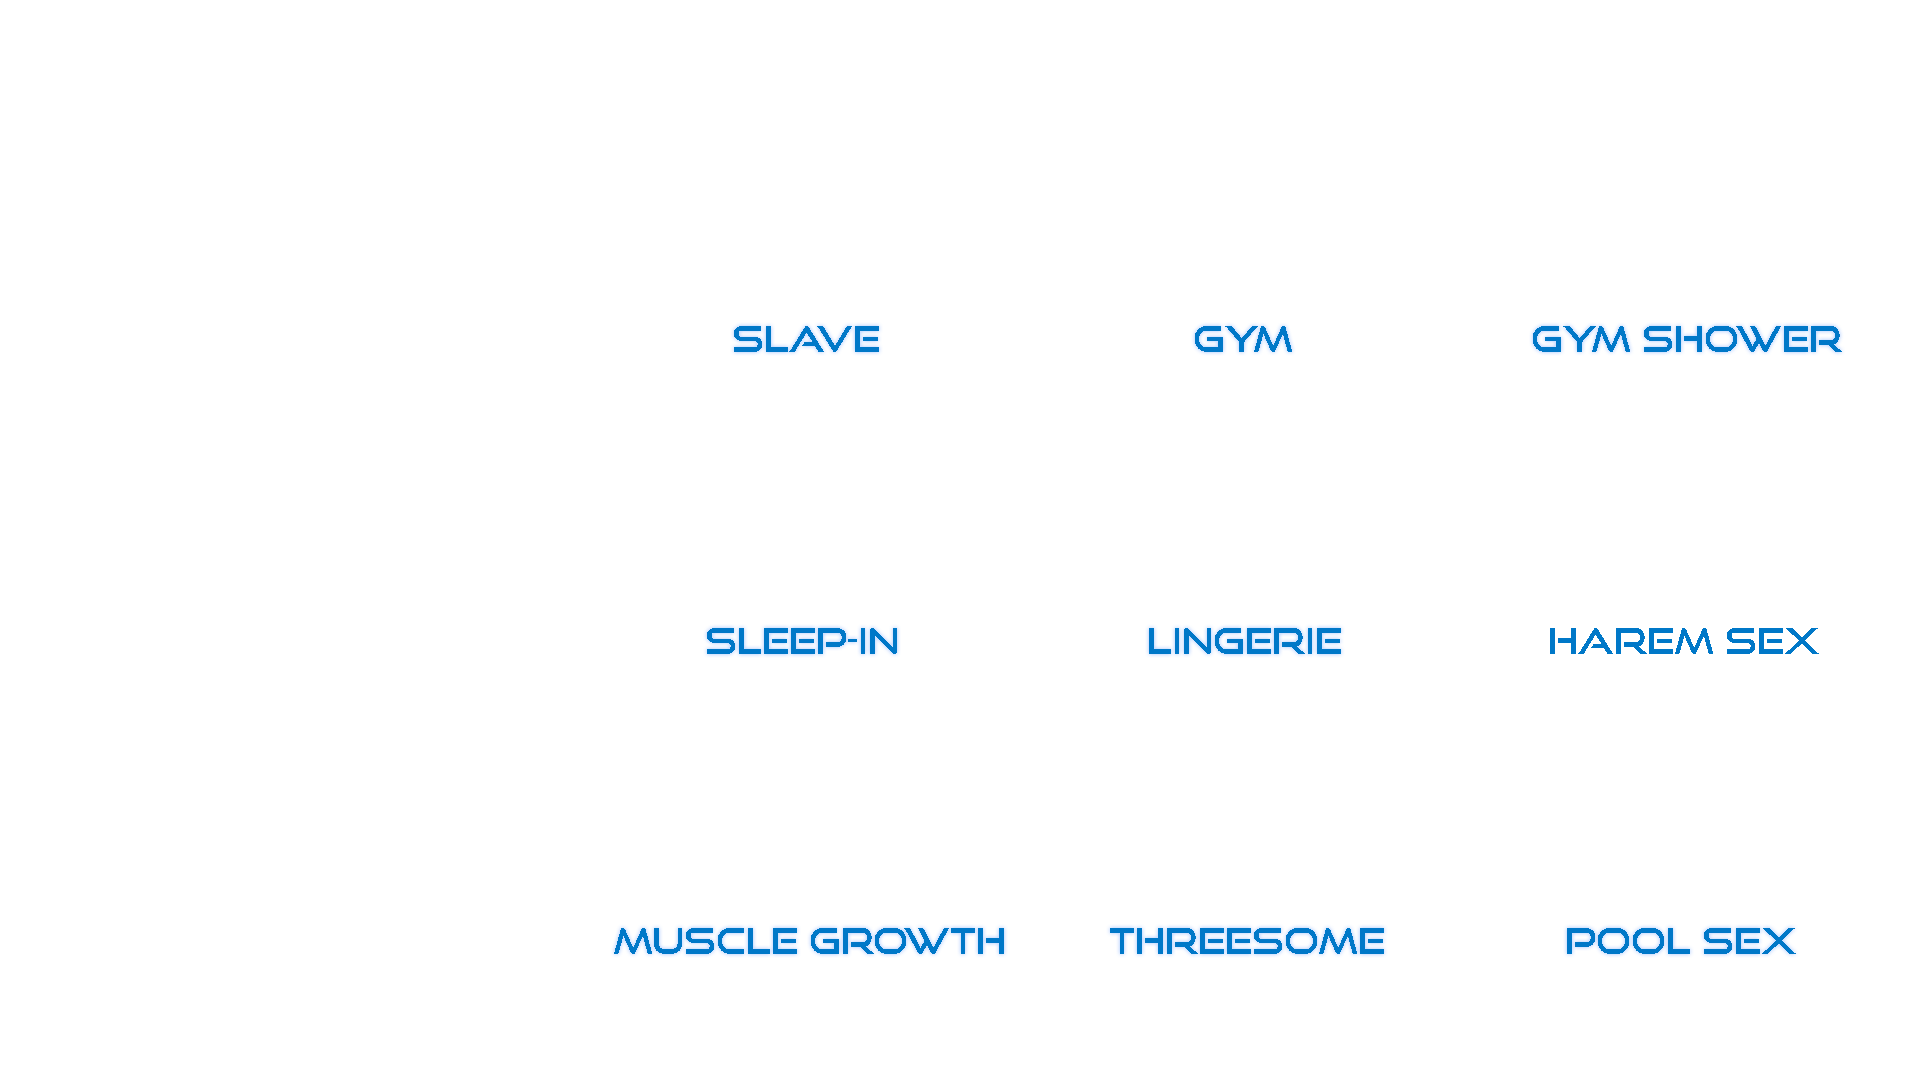 SLAVE GYM GYM SHOWER
SLEEP-IN LINGERIE HAREM SEX
MUSCLE GROWTH THREESOME POOL SEX